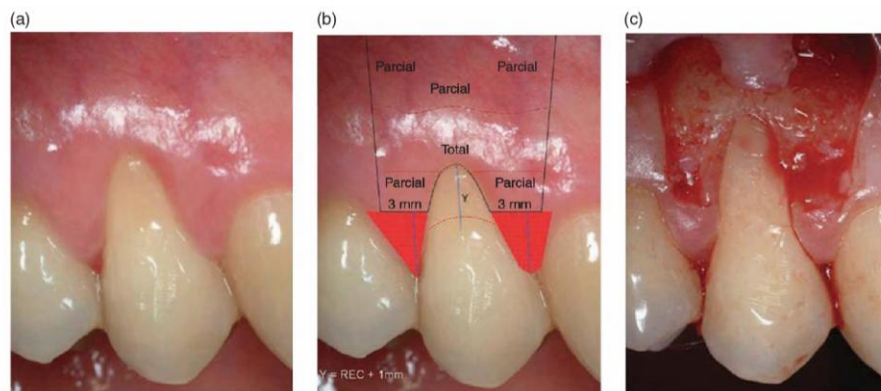 (a)
(b)
(c)
Parcial Parcial
Parcial
Total
Parcial Parcial
3 mm Y 3 mm
Y = REC + 1mm